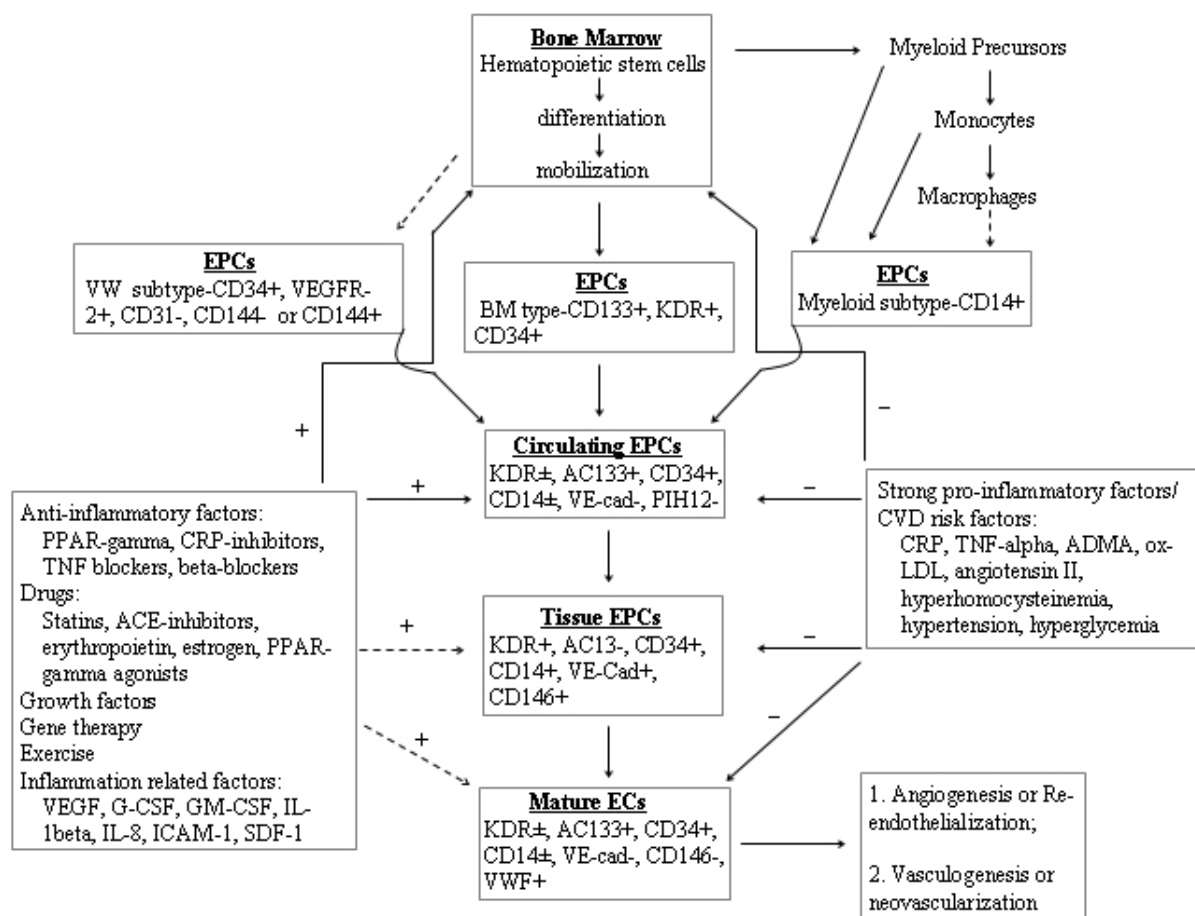 Bone Marrow
Hematopoietic stem cells
differentiation
mobilization
Myeloid Precursors
Monocytes
Macrophages
EPCs
VW subtype-CD34+, VEGFR-
2+, CD31-, CD144- or CD144+
EPCs
BM type-CD133+, KDR+,
CD34+
EPCs
Myeloid subtype-CD14+
+
−
Circulating EPCs
KDR±, AC133+, CD34+,
CD14±, VE-cad-, PIH12-
+
−
Anti-inflammatory factors:
PPAR-gamma, CRP-inhibitors,
TNF blockers, beta-blockers
Drugs:
Statins, ACE-inhibitors,
erythropoietin, estrogen, PPAR-
gamma agonists
Growth factors
Gene therapy
Exercise
Inflammation related factors:
VEGF, G-CSF, GM-CSF, IL-
1beta, IL-8, ICAM-1, SDF-1
Strong pro-inflammatory factors/
CVD risk factors:
CRP, TNF-alpha, ADMA, ox-
LDL, angiotensin II,
hyperhomocysteinemia,
hypertension, hyperglycemia
+
−
Tissue EPCs
KDR+, AC13-, CD34+,
CD14+, VE-Cad+,
CD146+
+
−
Mature ECs
KDR±, AC133+, CD34+,
CD14±, VE-cad-, CD146-,
VWF+
1. Angiogenesis or Re-
endothelialization;
2. Vasculogenesis or
neovascularization